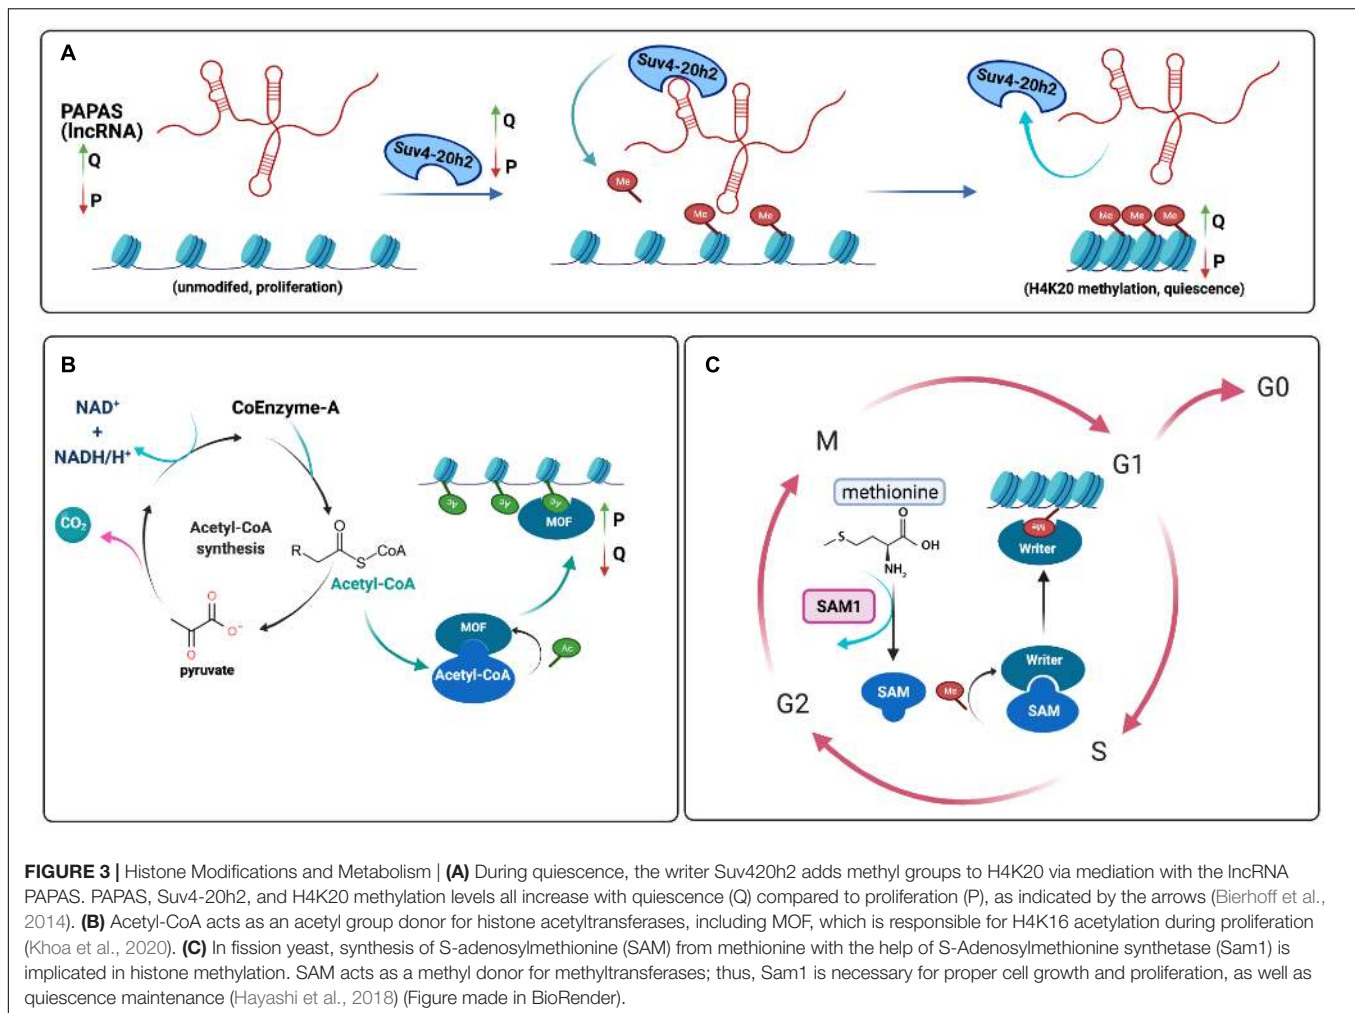 A
PAPAS
(lncRNA)
Q
P
Suv4-20h2
Q
P
(unmodifed, proliferation)
Suv4-20h2
Me
Me
Me
Suv4-20h2
Me Me Me
Q
P
(H4K20 methylation, quiescence)
B
NAD⁺
+
NADH/H⁺
CoEnzyme-A
CO₂
Acetyl-CoA
synthesis
O
R
S
CoA
Acetyl-CoA
O
O⁻
O
pyruvate
Ac
Ac
Ac
MOF
P
Q
MOF
Acetyl-CoA
Ac
C
M
G1
G0
S
G2
methionine
S
O
OH
NH₂
SAM1
SAM
Me
Writer
SAM
Me
Writer
FIGURE 3 | Histone Modifications and Metabolism | (A) During quiescence, the writer Suv420h2 adds methyl groups to H4K20 via mediation with the lncRNA
PAPAS. PAPAS, Suv4-20h2, and H4K20 methylation levels all increase with quiescence (Q) compared to proliferation (P), as indicated by the arrows (Bierhoff et al.,
2014). (B) Acetyl-CoA acts as an acetyl group donor for histone acetyltransferases, including MOF, which is responsible for H4K16 acetylation during proliferation
(Khoa et al., 2020). (C) In fission yeast, synthesis of S-adenosylmethionine (SAM) from methionine with the help of S-Adenosylmethionine synthetase (Sam1) is
implicated in histone methylation. SAM acts as a methyl donor for methyltransferases; thus, Sam1 is necessary for proper cell growth and proliferation, as well as
quiescence maintenance (Hayashi et al., 2018) (Figure made in BioRender).